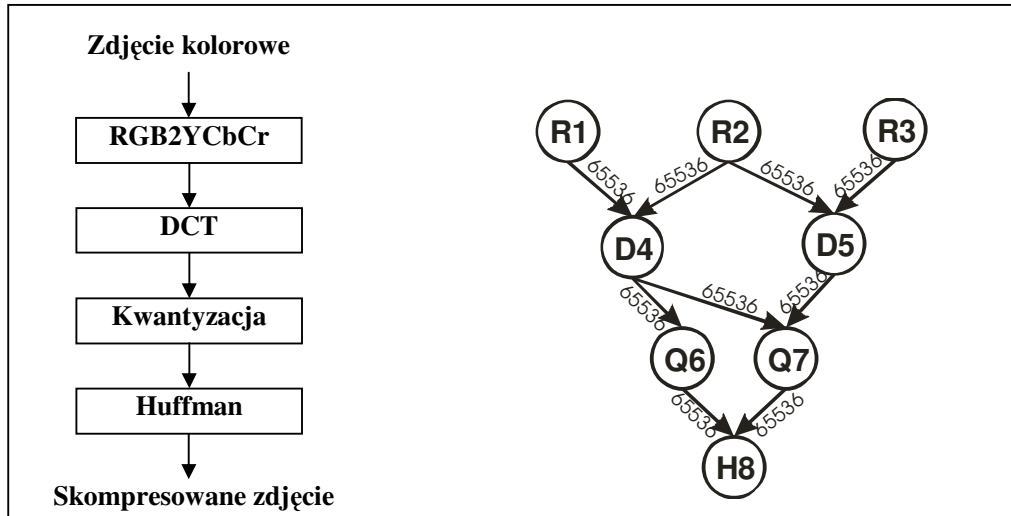 Zdjęcie kolorowe
RGB2YCbCr
DCT
Kwantyzacja
Huffman
Skompresowane zdjęcie
R1 R2 R3
65536 65536 65536 65536
D4 D5
65536 65536 65536
Q6 Q7
65536 65536
H8